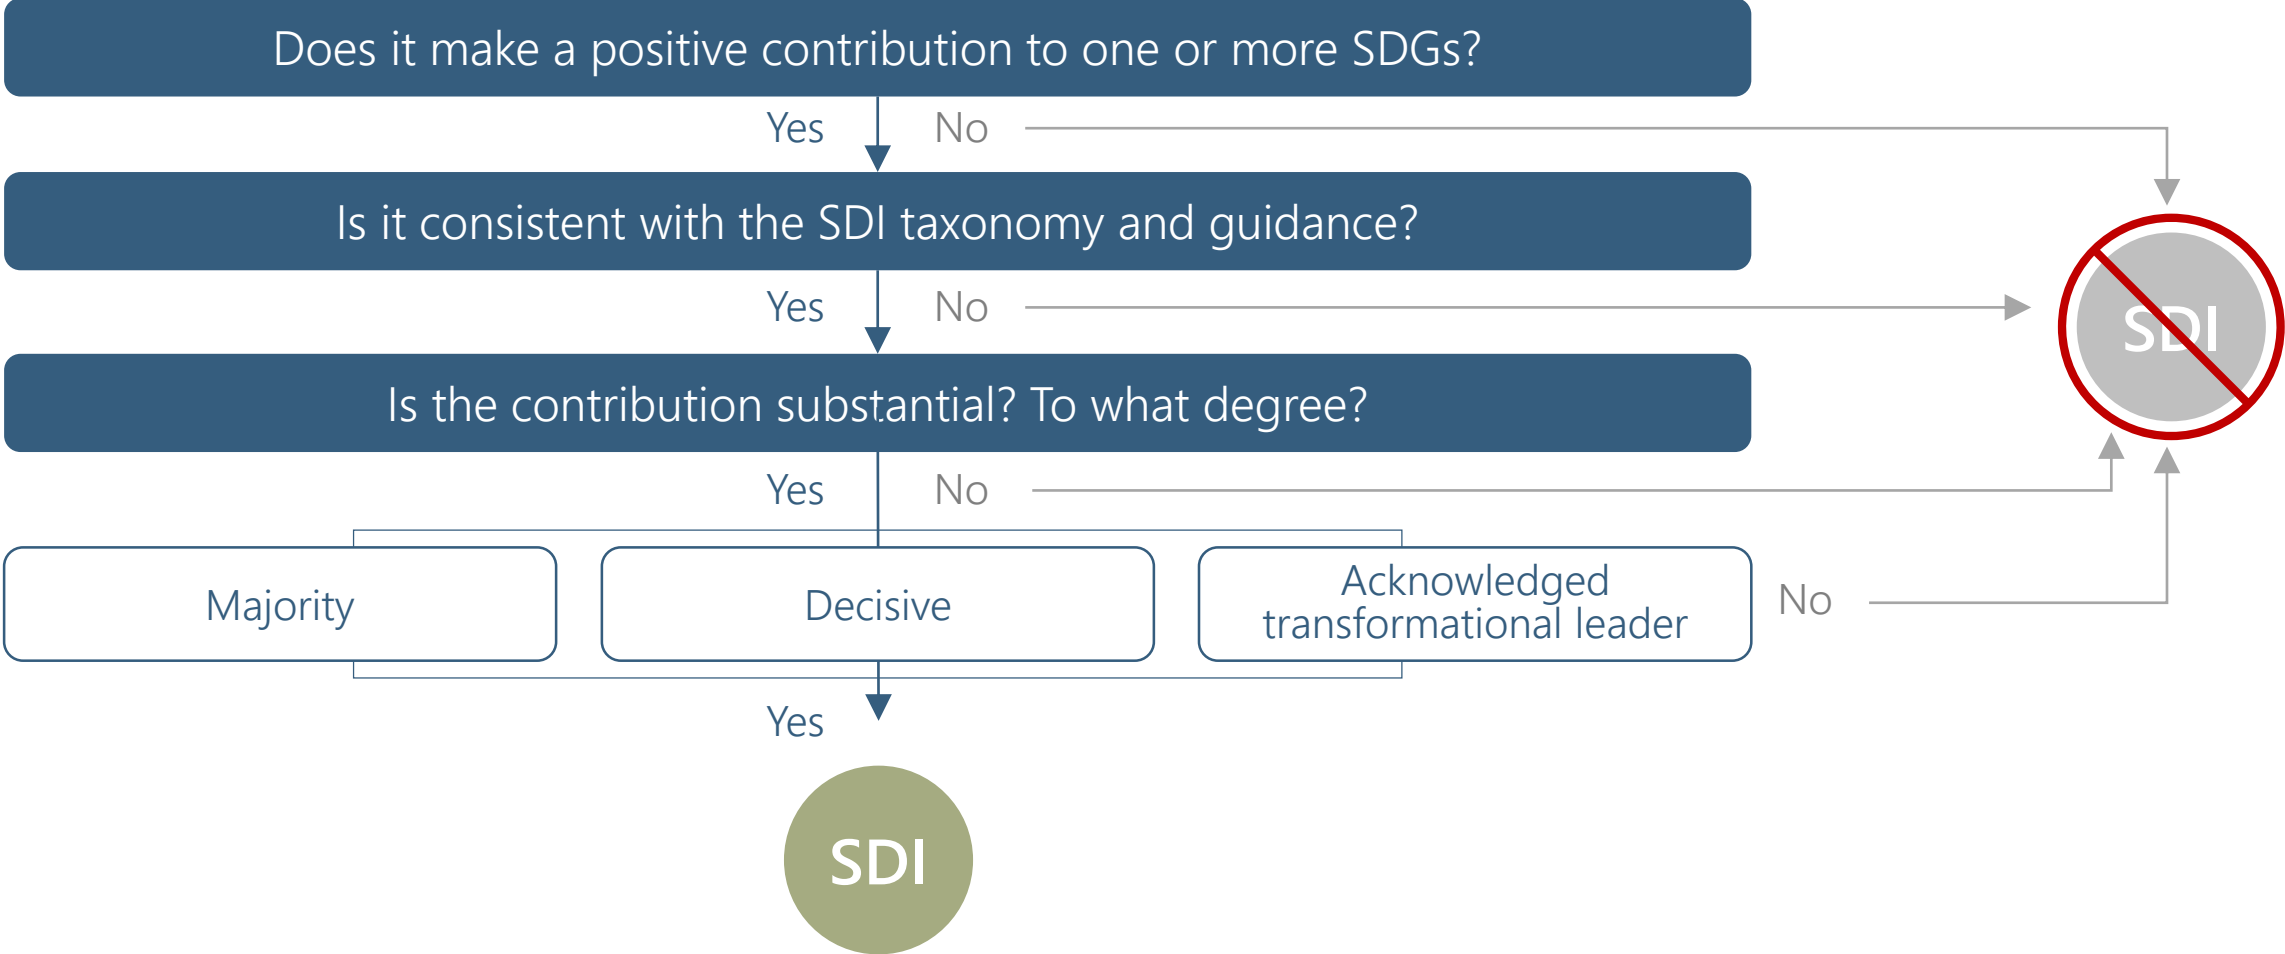 Does it make a positive contribution to one or more SDGs?
Yes
No
Is it consistent with the SDI taxonomy and guidance?
Yes
No
SDI
Is the contribution substantial? To what degree?
Yes
No
Majority
Decisive
Acknowledged
transformational leader
No
Yes
SDI